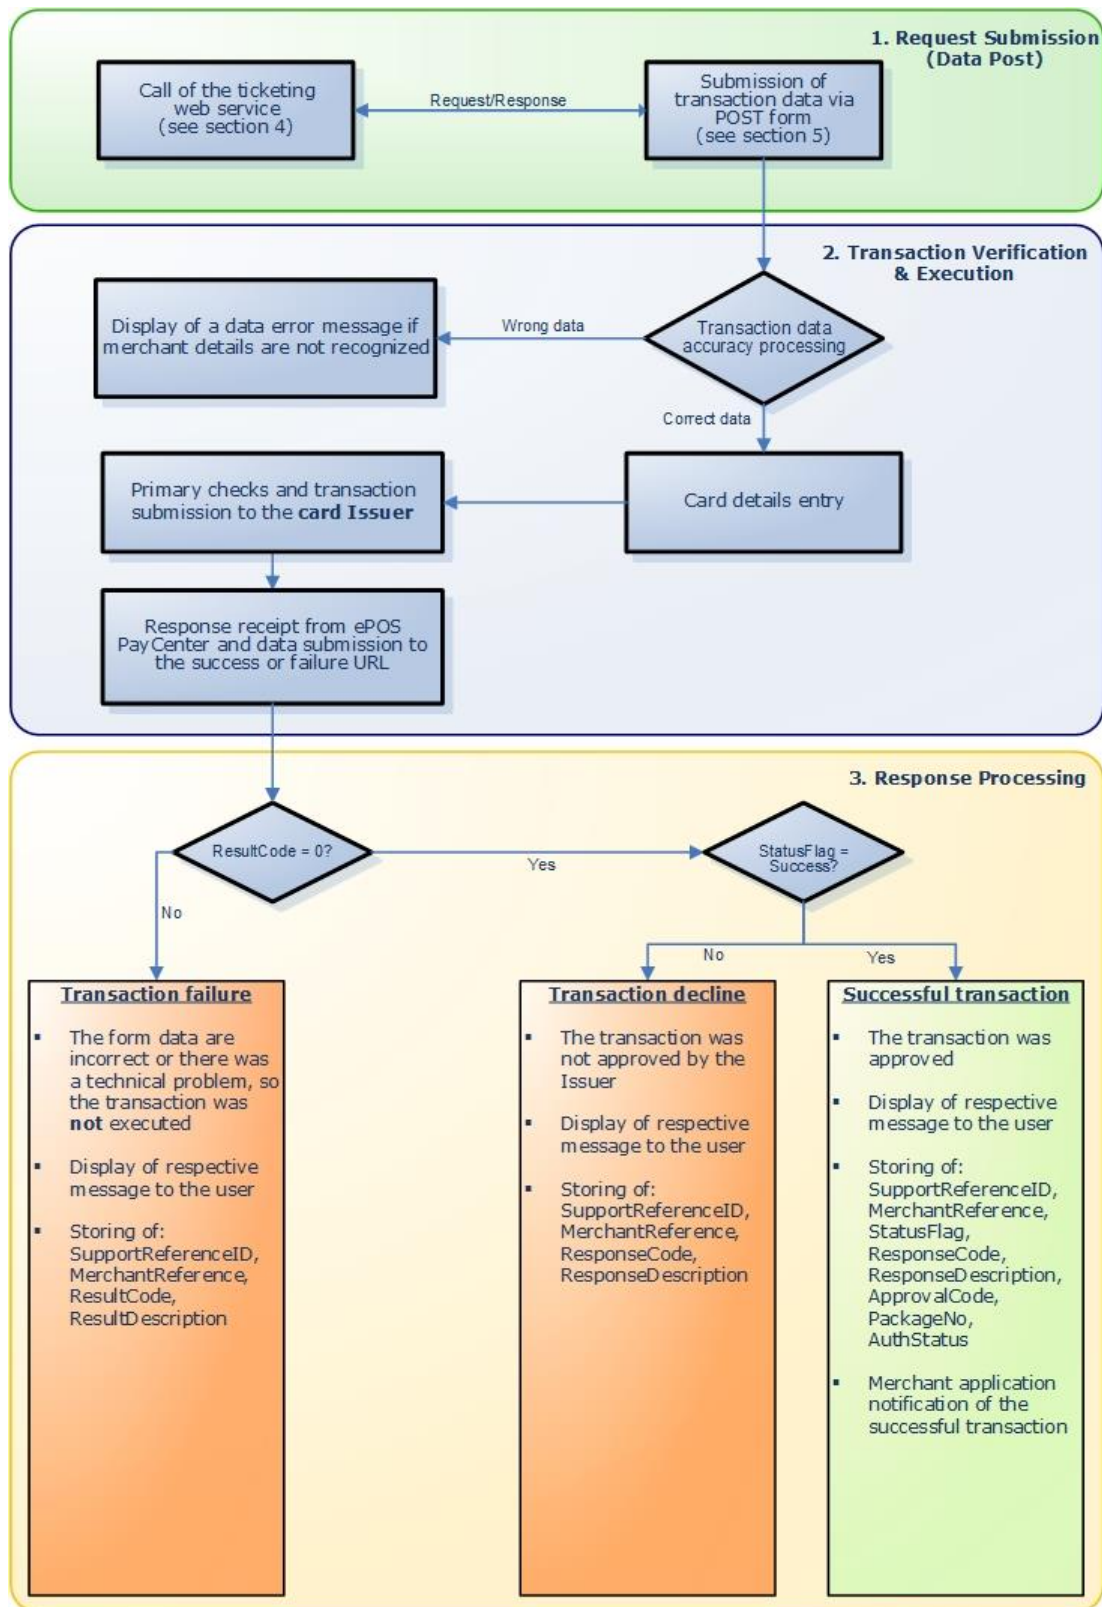 1. Request Submission
(Data Post)
Call of the ticketing
web service
(see section 4)
Request/Response
Submission of
transaction data via
POST form
(see section 5)
2. Transaction Verification
& Execution
Display of a data error message if
merchant details are not recognized
Wrong data
Transaction data
accuracy processing
Correct data
Primary checks and transaction
submission to the card Issuer
Card details entry
Response receipt from ePOS
PayCenter and data submission to
the success or failure URL
3. Response Processing
ResultCode = 0?
Yes
StatusFlag =
Success?
No
No
Yes
Transaction failure
▪ The form data are
incorrect or there was
a technical problem, so
the transaction was
not executed
▪ Display of respective
message to the user
▪ Storing of:
SupportReferenceID,
MerchantReference,
ResultCode,
ResultDescription
Transaction decline
▪ The transaction was
not approved by the
Issuer
▪ Display of respective
message to the user
▪ Storing of:
SupportReferenceID,
MerchantReference,
ResponseCode,
ResponseDescription
Successful transaction
▪ The transaction was
approved
▪ Display of respective
message to the user
▪ Storing of:
SupportReferenceID,
MerchantReference,
StatusFlag,
ResponseCode,
ResponseDescription,
ApprovalCode,
PackageNo,
AuthStatus
▪ Merchant application
notification of the
successful transaction